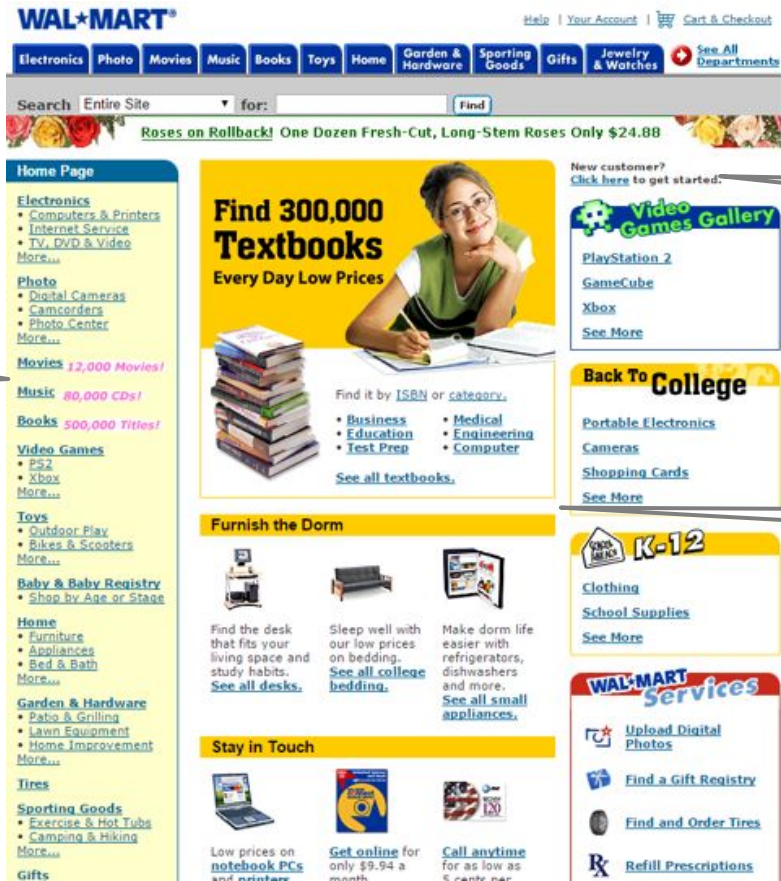 WAL★MART®
Help | Your Account | Cart & Checkout
Electronics Photo Movies Music Books Toys Home Garden & Hardware Sporting Goods Gifts Jewelry & Watches See All Departments
Search Entire Site for: Find
Roses on Rollback! One Dozen Fresh-Cut, Long-Stem Roses Only $24.88
Home Page
Electronics
• Computers & Printers
• Internet Service
• TV, DVD & Video
More...
Photo
• Digital Cameras
• Camcorders
• Photo Center
More...
Movies 12,000 Movies!
Music 80,000 CDs!
Books 500,000 Titles!
Video Games
• PS2
• Xbox
More...
Toys
• Outdoor Play
• Bikes & Scooters
More...
Baby & Baby Registry
• Shop by Age or Stage
Home
• Furniture
• Appliances
• Bed & Bath
More...
Garden & Hardware
• Patio & Grilling
• Lawn Equipment
• Home Improvement
More...
Tires
Sporting Goods
• Exercise & Hot Tubs
• Camping & Hiking
More...
Gifts
Find 300,000
Textbooks
Every Day Low Prices
Find it by ISBN or category.
• Business • Medical
• Education • Engineering
• Test Prep • Computer
See all textbooks.
Furnish the Dorm
Find the desk
that fits your
living space and
study habits.
See all desks.
Sleep well with
our low prices
on bedding.
See all college
bedding.
Make dorm life
easier with
refrigerators,
dishwashers
and more.
See all small
appliances.
Stay in Touch
120
Low prices on
notebook PCs
and printers
Get online for
only $9.94 a
month
Call anytime
for as low as
5 cents per
New customer?
Click here to get started.
Video
Games Gallery
PlayStation 2
GameCube
Xbox
See More
Back To College
Portable Electronics
Cameras
Shopping Cards
See More
K-12
Clothing
School Supplies
See More
WAL★MART
Services
Upload Digital
Photos
Find a Gift Registry
Find and Order Tires
Rx Refill Prescriptions